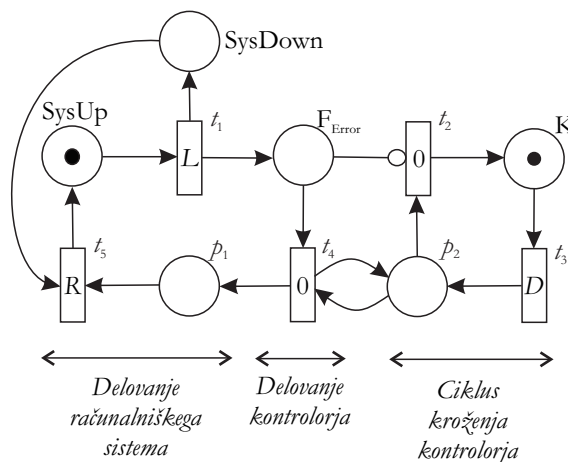 SysDown
SysUp
t1
L
FError
t2
0
K
t5
R
p1
t4
0
p2
t3
D
Delovanje
računalniškega
sistema
Delovanje
kontrolorja
Ciklus
kroženja
kontrolorja